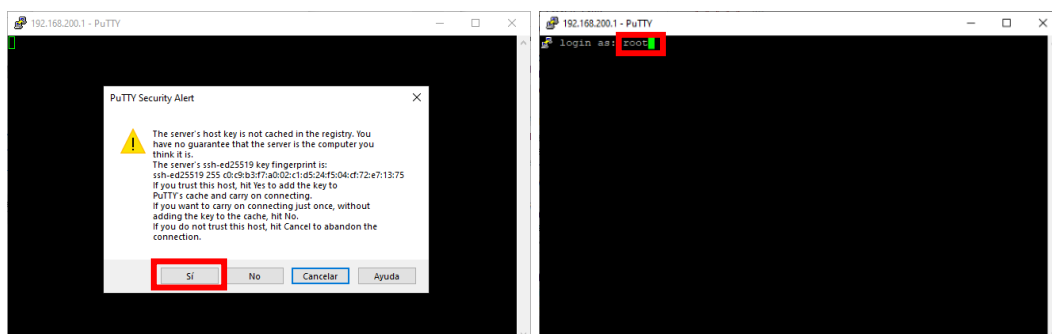 192.168.200.1 - PuTTY
PuTTY Security Alert
The server's host key is not cached in the registry. You
have no guarantee that the server is the computer you
think it is.
The server's ssh-ed25519 key fingerprint is:
ssh-ed25519 255 c0:c9:b3:f7:a0:02:c1:d5:24:f5:04:cf:72:e7:13:75
If you trust this host, hit Yes to add the key to
PuTTY's cache and carry on connecting.
If you want to carry on connecting just once, without
adding the key to the cache, hit No.
If you do not trust this host, hit Cancel to abandon the
connection.
Sí No Cancelar Ayuda
192.168.200.1 - PuTTY
login as: root